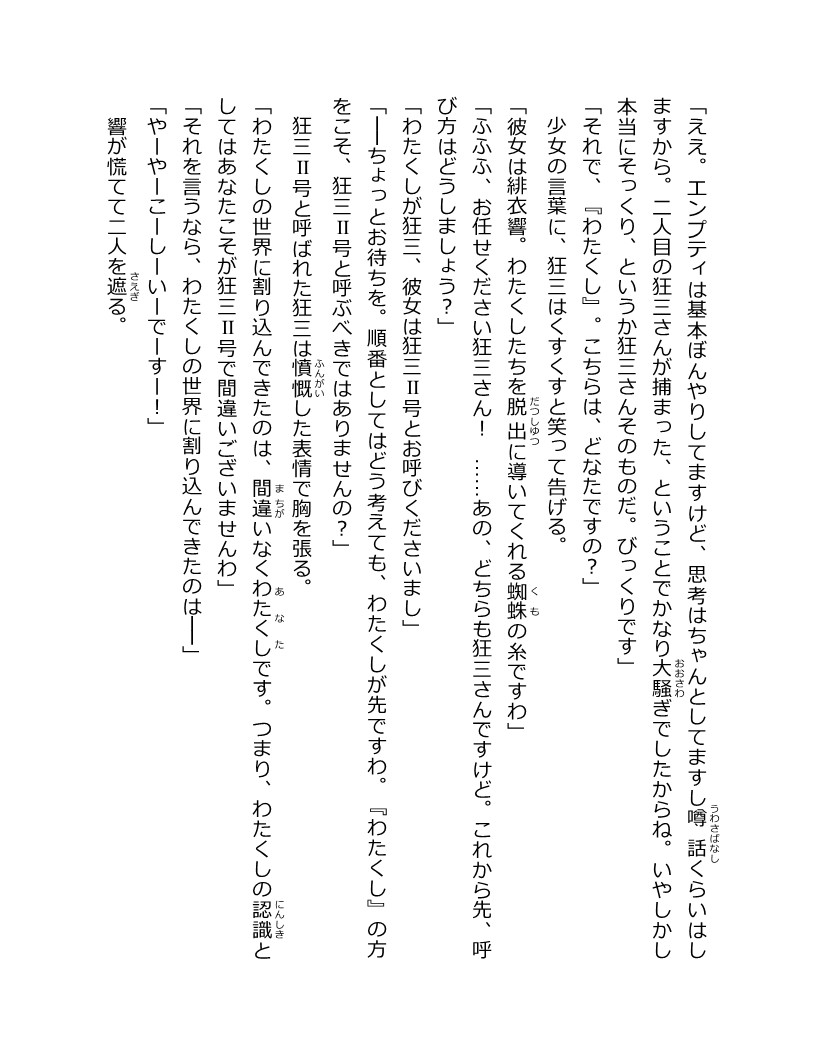 「ええ。エンプティは基本ぼんやりしてますけど、思考はちゃんとしてますし噂話くらいはし
ますから。二人目の狂三さんが捕まった、ということでかなり大騒ぎでしたからね。いやしかし
本当にそっくり、というか狂三さんそのものだ。びっくりです」
「それで、『わたくし』。こちらは、どなたですの？」
　少女の言葉に、狂三はくすくすと笑って告げる。
「彼女は緋衣響。わたくしたちを脱出に導いてくれる蜘蛛の糸ですわ」
「ふふふ、お任せください狂三さん！　……あの、どちらも狂三さんですけど。これから先、呼
び方はどうしましょう？」
「わたくしが狂三、彼女は狂三Ⅱ号とお呼びくださいまし」
「──ちょっとお待ちを。順番としてはどう考えても、わたくしが先ですわ。『わたくし』の方
をこそ、狂三Ⅱ号と呼ぶべきではありませんの？」
　狂三Ⅱ号と呼ばれた狂三は憤慨した表情で胸を張る。
「わたくしの世界に割り込んできたのは、間違いなくわたくしです。つまり、わたくしの認識と
してはあなたこそが狂三Ⅱ号で間違いございませんわ」
「それを言うなら、わたくしの世界に割り込んできたのは──」
「やーやーこーしーいーでーすー！」
　響が慌てて二人を遮る。